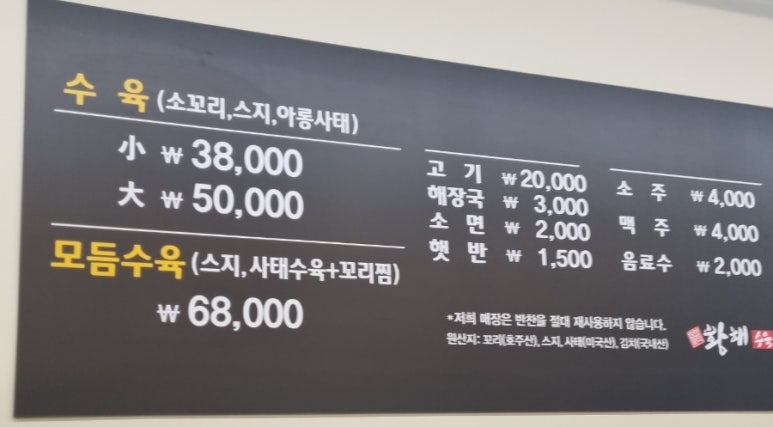 수 육 (소꼬리,스지,아롱사태)
小 ₩ 38,000
大 ₩ 50,000
모듬수육 (스지,사태수육+꼬리찜)
₩ 68,000
고 기 ₩20,000
해장국 ₩ 3,000
소 면 ₩ 2,000
햇 반 ₩ 1,500
소 주 ₩4,000
맥 주 ₩4,000
음료수 ₩2,000
*저희 매장은 반찬을 절대 재사용하지 않습니다.
원산지: 꼬리(호주산), 스지, 사태(미국산), 김치(국내산)
황제 수육